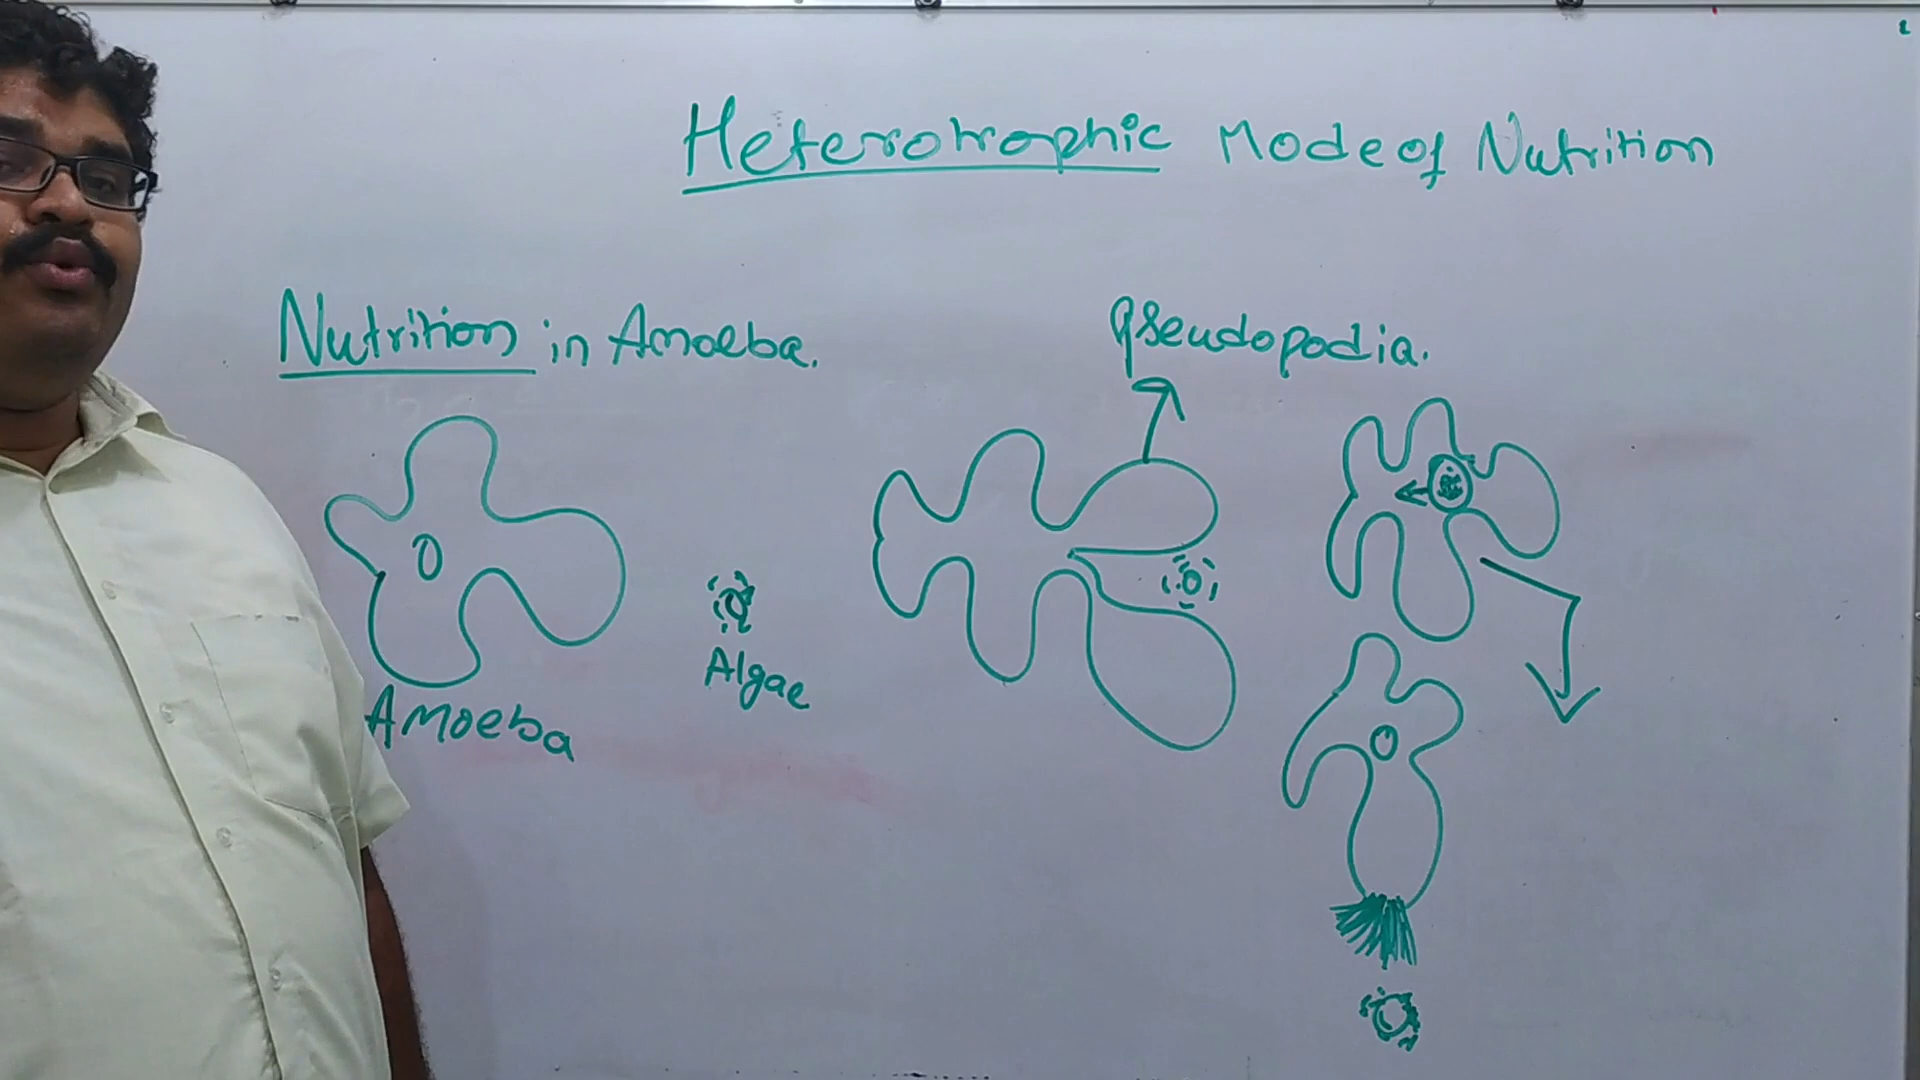 Heterotrophic Mode of Nutrition
Nutrition in Amoeba.
Pseudopodia.
Algae
Amoeba